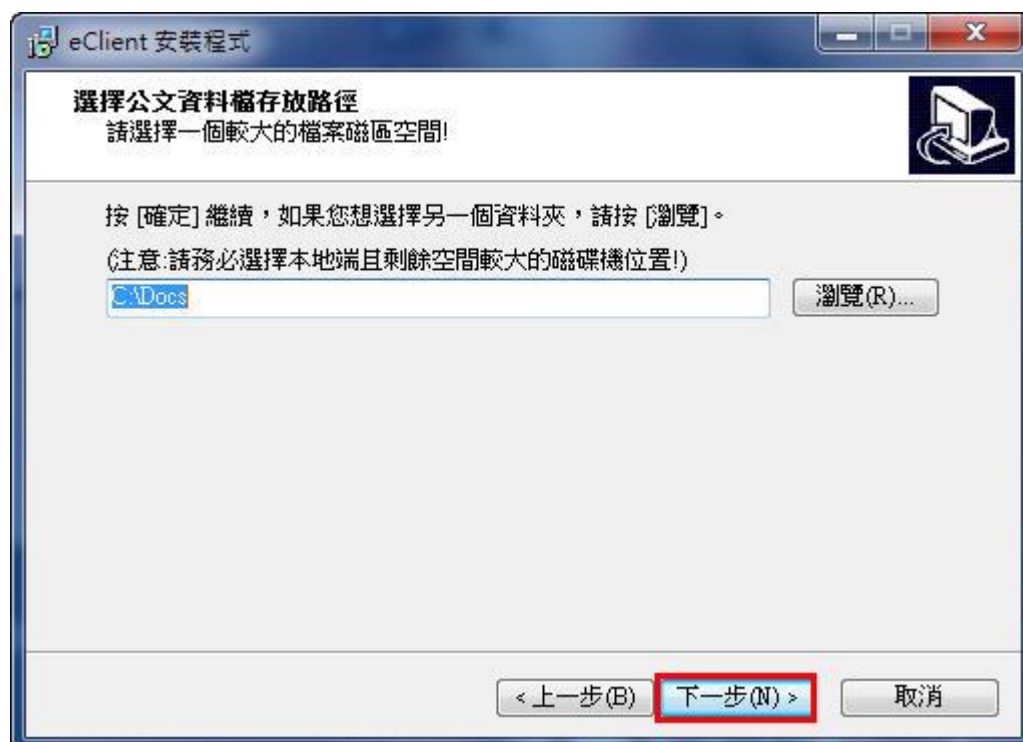 eClient 安裝程式
選擇公文資料檔存放路徑
請選擇一個較大的檔案磁區空間!
按 [確定] 繼續，如果您想選擇另一個資料夾，請按 [瀏覽]。
(注意:請務必選擇本地端且剩餘空間較大的磁碟機位置!)
C:\Docs
瀏覽(R)...
< 上一步(B)
下一步(N) >
取消